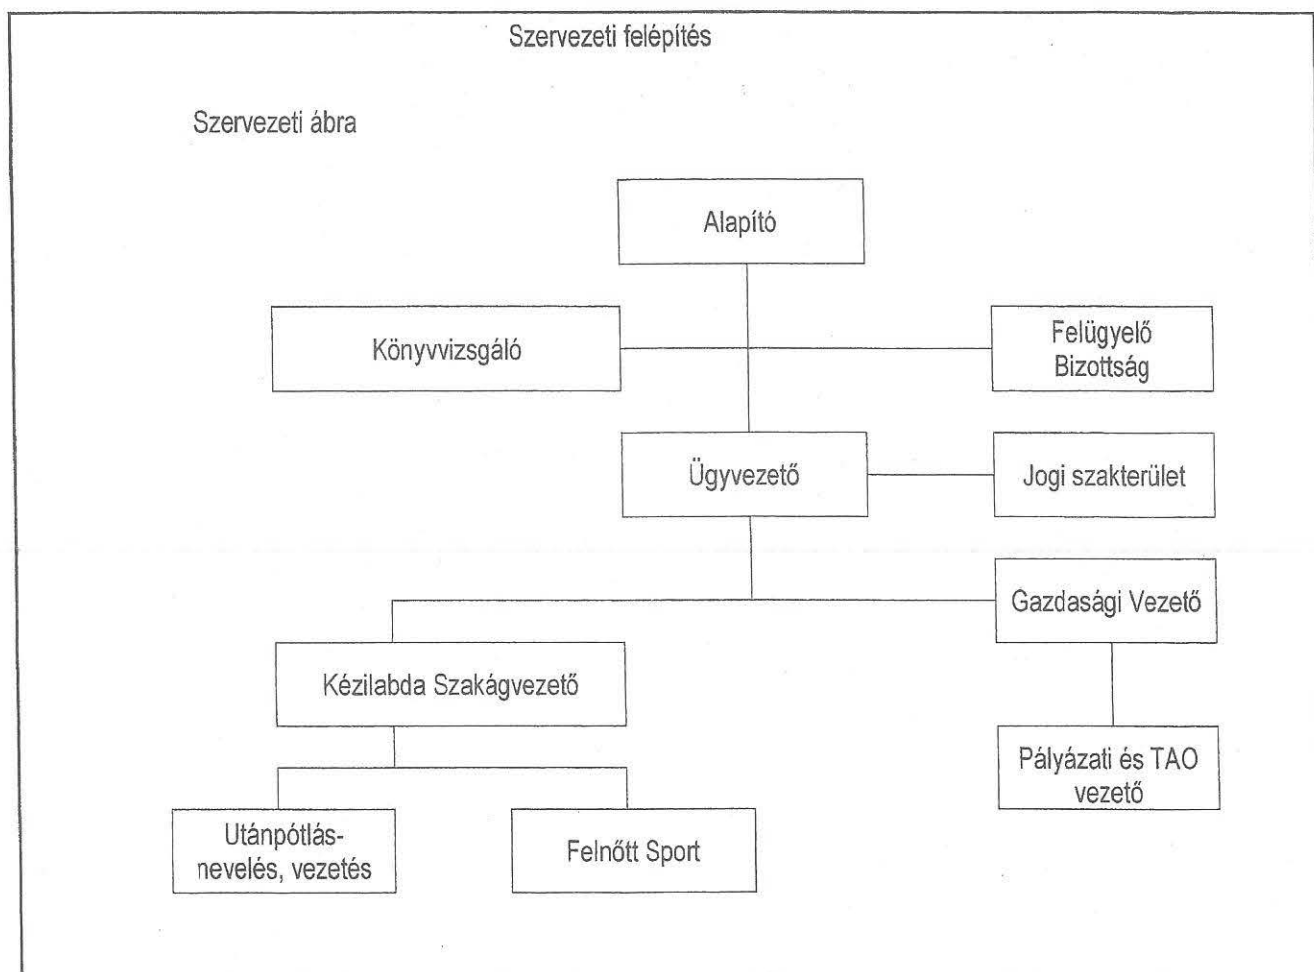 Szervezeti felépítés
Szervezeti ábra
Alapító
Könyvvizsgáló
Felügyelő
Bizottság
Ügyvezető
Jogi szakterület
Gazdasági Vezető
Kézilabda Szakágvezető
Pályázati és TAO
vezető
Utánpótlás-
nevelés, vezetés
Felnőtt Sport